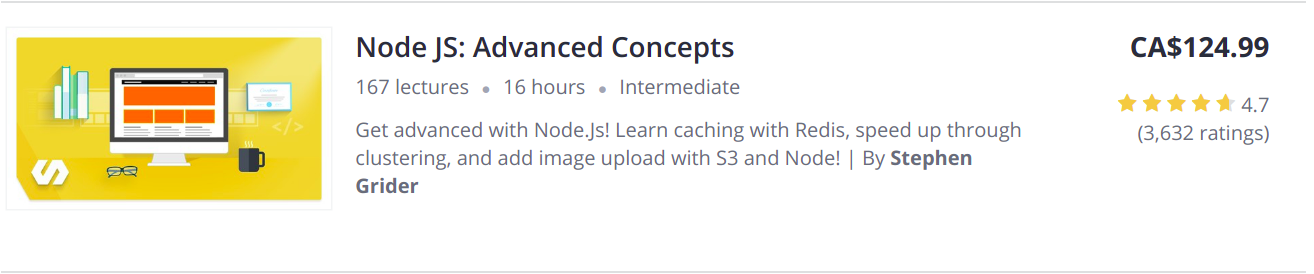 Node JS: Advanced Concepts
CA$124.99
167 lectures • 16 hours • Intermediate
4.7
(3,632 ratings)
Get advanced with Node.Js! Learn caching with Redis, speed up through
clustering, and add image upload with S3 and Node! | By Stephen
Grider